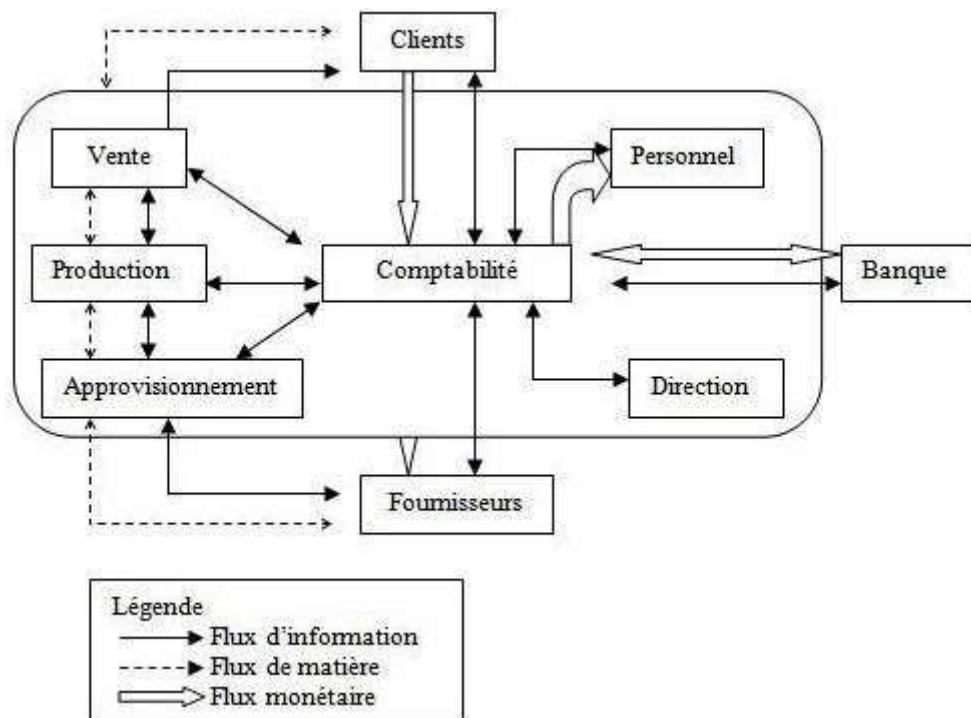 Clients
Vente
Personnel
Production
Comptabilité
Banque
Approvisionnement
Direction
Fournisseurs
Légende
Flux d'information
Flux de matière
Flux monétaire